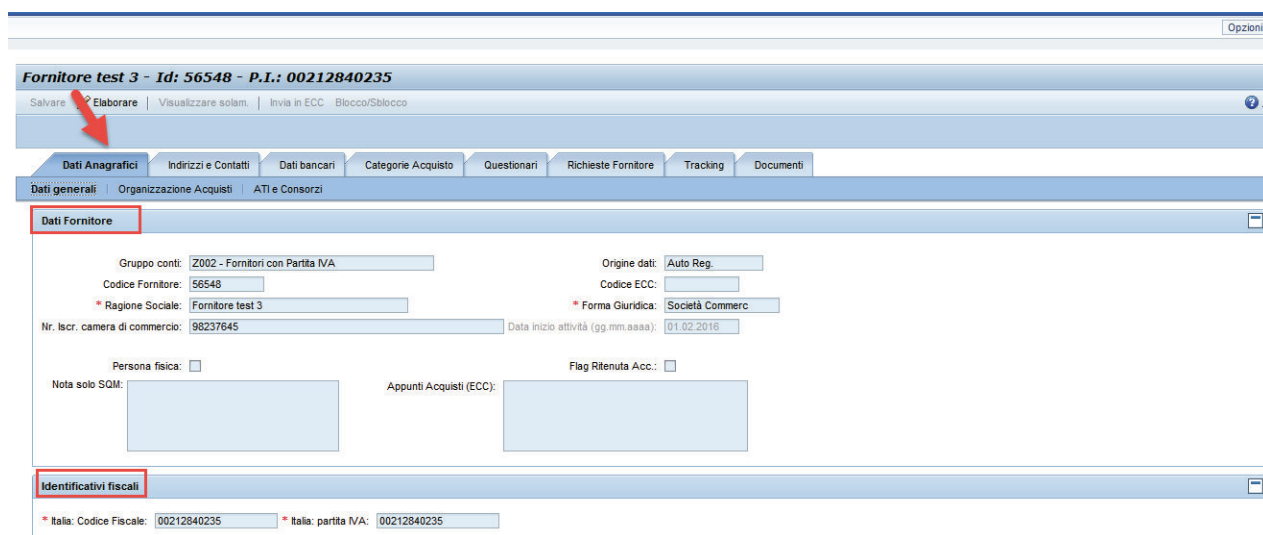 Opzioni
Fornitore test 3 - Id: 56548 - P.I.: 00212840235
Salvare Elaborare | Visualizzare solam. | Invia in ECC Blocco/Sblocco
Dati Anagrafici Indirizzi e Contatti Dati bancari Categorie Acquisto Questionari Richieste Fornitore Tracking Documenti
Dati generali | Organizzazione Acquisti | ATI e Consorzi
Dati Fornitore
Gruppo conti: Z002 - Fornitori con Partita IVA Origine dati: Auto Reg.
Codice Fornitore: 56548 Codice ECC:
* Ragione Sociale: Fornitore test 3 * Forma Giuridica: Società Commerc
Nr. Iscr. camera di commercio: 98237645 Data inizio attività (gg.mm.aaaa): 01.02.2016
Persona fisica: Flag Ritenuta Acc.:
Nota solo SQM: Appunti Acquisti (ECC):
Identificativi fiscali
* Italia: Codice Fiscale: 00212840235 * Italia: partita IVA: 00212840235